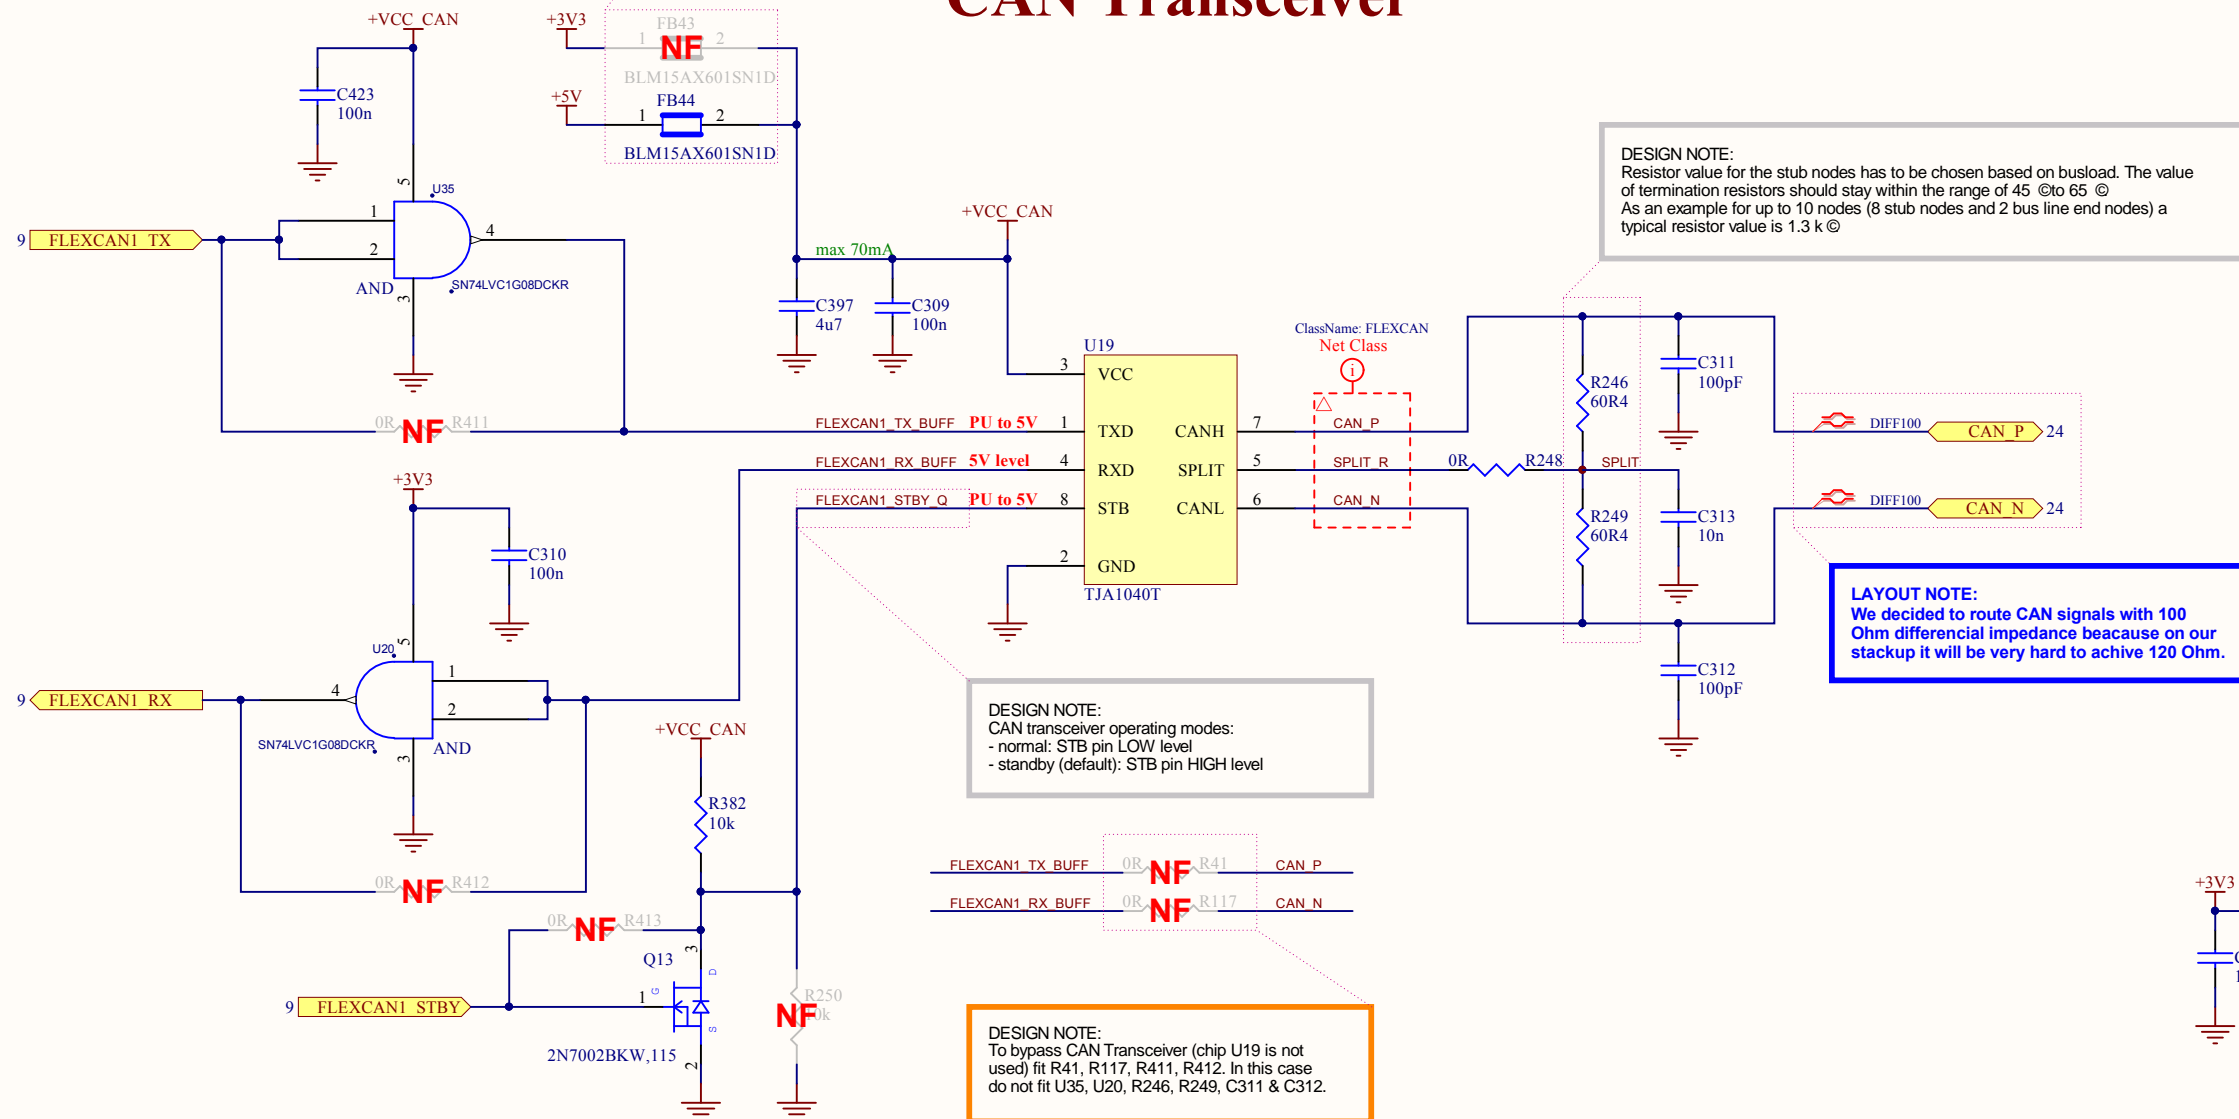 CAN Transceiver
+VCC_CAN
C423
100n
+3V3
FB43
1
NF
2
BLM15AX601SN1D
+5V
FB44
1
2
BLM15AX601SN1D
5
U35
1
2
4
3
AND
SN74LVC1G08DCKR
9
FLEXCAN1_TX
0R
NF
R411
max 70mA
+VCC_CAN
C397
4u7
C309
100n
DESIGN NOTE:
Resistor value for the stub nodes has to be chosen based on busload. The value
of termination resistors should stay within the range of 45 ©to 65 ©
As an example for up to 10 nodes (8 stub nodes and 2 bus line end nodes) a
typical resistor value is 1.3 k ©
U19
3
VCC
FLEXCAN1_TX_BUFF
PU to 5V
1
TXD
FLEXCAN1_RX_BUFF
5V level
4
RXD
FLEXCAN1_STBY_Q
PU to 5V
8
STB
2
GND
CANH
7
SPLIT
5
CANL
6
TJA1040T
ClassName: FLEXCAN
Net Class
i
CAN_P
SPLIT_R
CAN_N
0R
R248
SPLIT
R246
60R4
R249
60R4
C311
100pF
C313
10n
C312
100pF
DIFF100
CAN_P
24
DIFF100
CAN_N
24
LAYOUT NOTE:
We decided to route CAN signals with 100
Ohm differencial impedance beacause on our
stackup it will be very hard to achive 120 Ohm.
+3V3
C310
100n
5
U20
1
2
4
3
AND
SN74LVC1G08DCKR
9
FLEXCAN1_RX
0R
NF
R412
+VCC_CAN
R382
10k
0R
NF
R413
Q13
3
D
1
G
S
2
2N7002BKW,115
9
FLEXCAN1_STBY
R250
NF
DESIGN NOTE:
CAN transceiver operating modes:
- normal: STB pin LOW level
- standby (default): STB pin HIGH level
FLEXCAN1_TX_BUFF
0R
NF
R41
CAN_P
FLEXCAN1_RX_BUFF
0R
NF
R117
CAN_N
DESIGN NOTE:
To bypass CAN Transceiver (chip U19 is not
used) fit R41, R117, R411, R412. In this case
do not fit U35, U20, R246, R249, C311 & C312.
+3V3